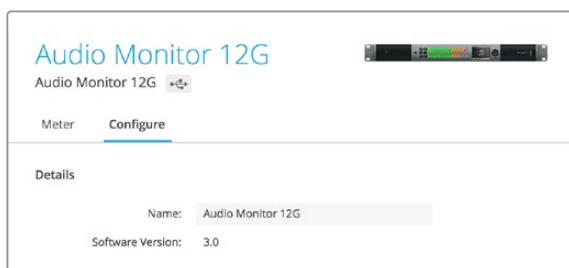 Audio Monitor 12G
Audio Monitor 12G
Meter Configure
Details
Name: Audio Monitor 12G
Software Version: 3.0